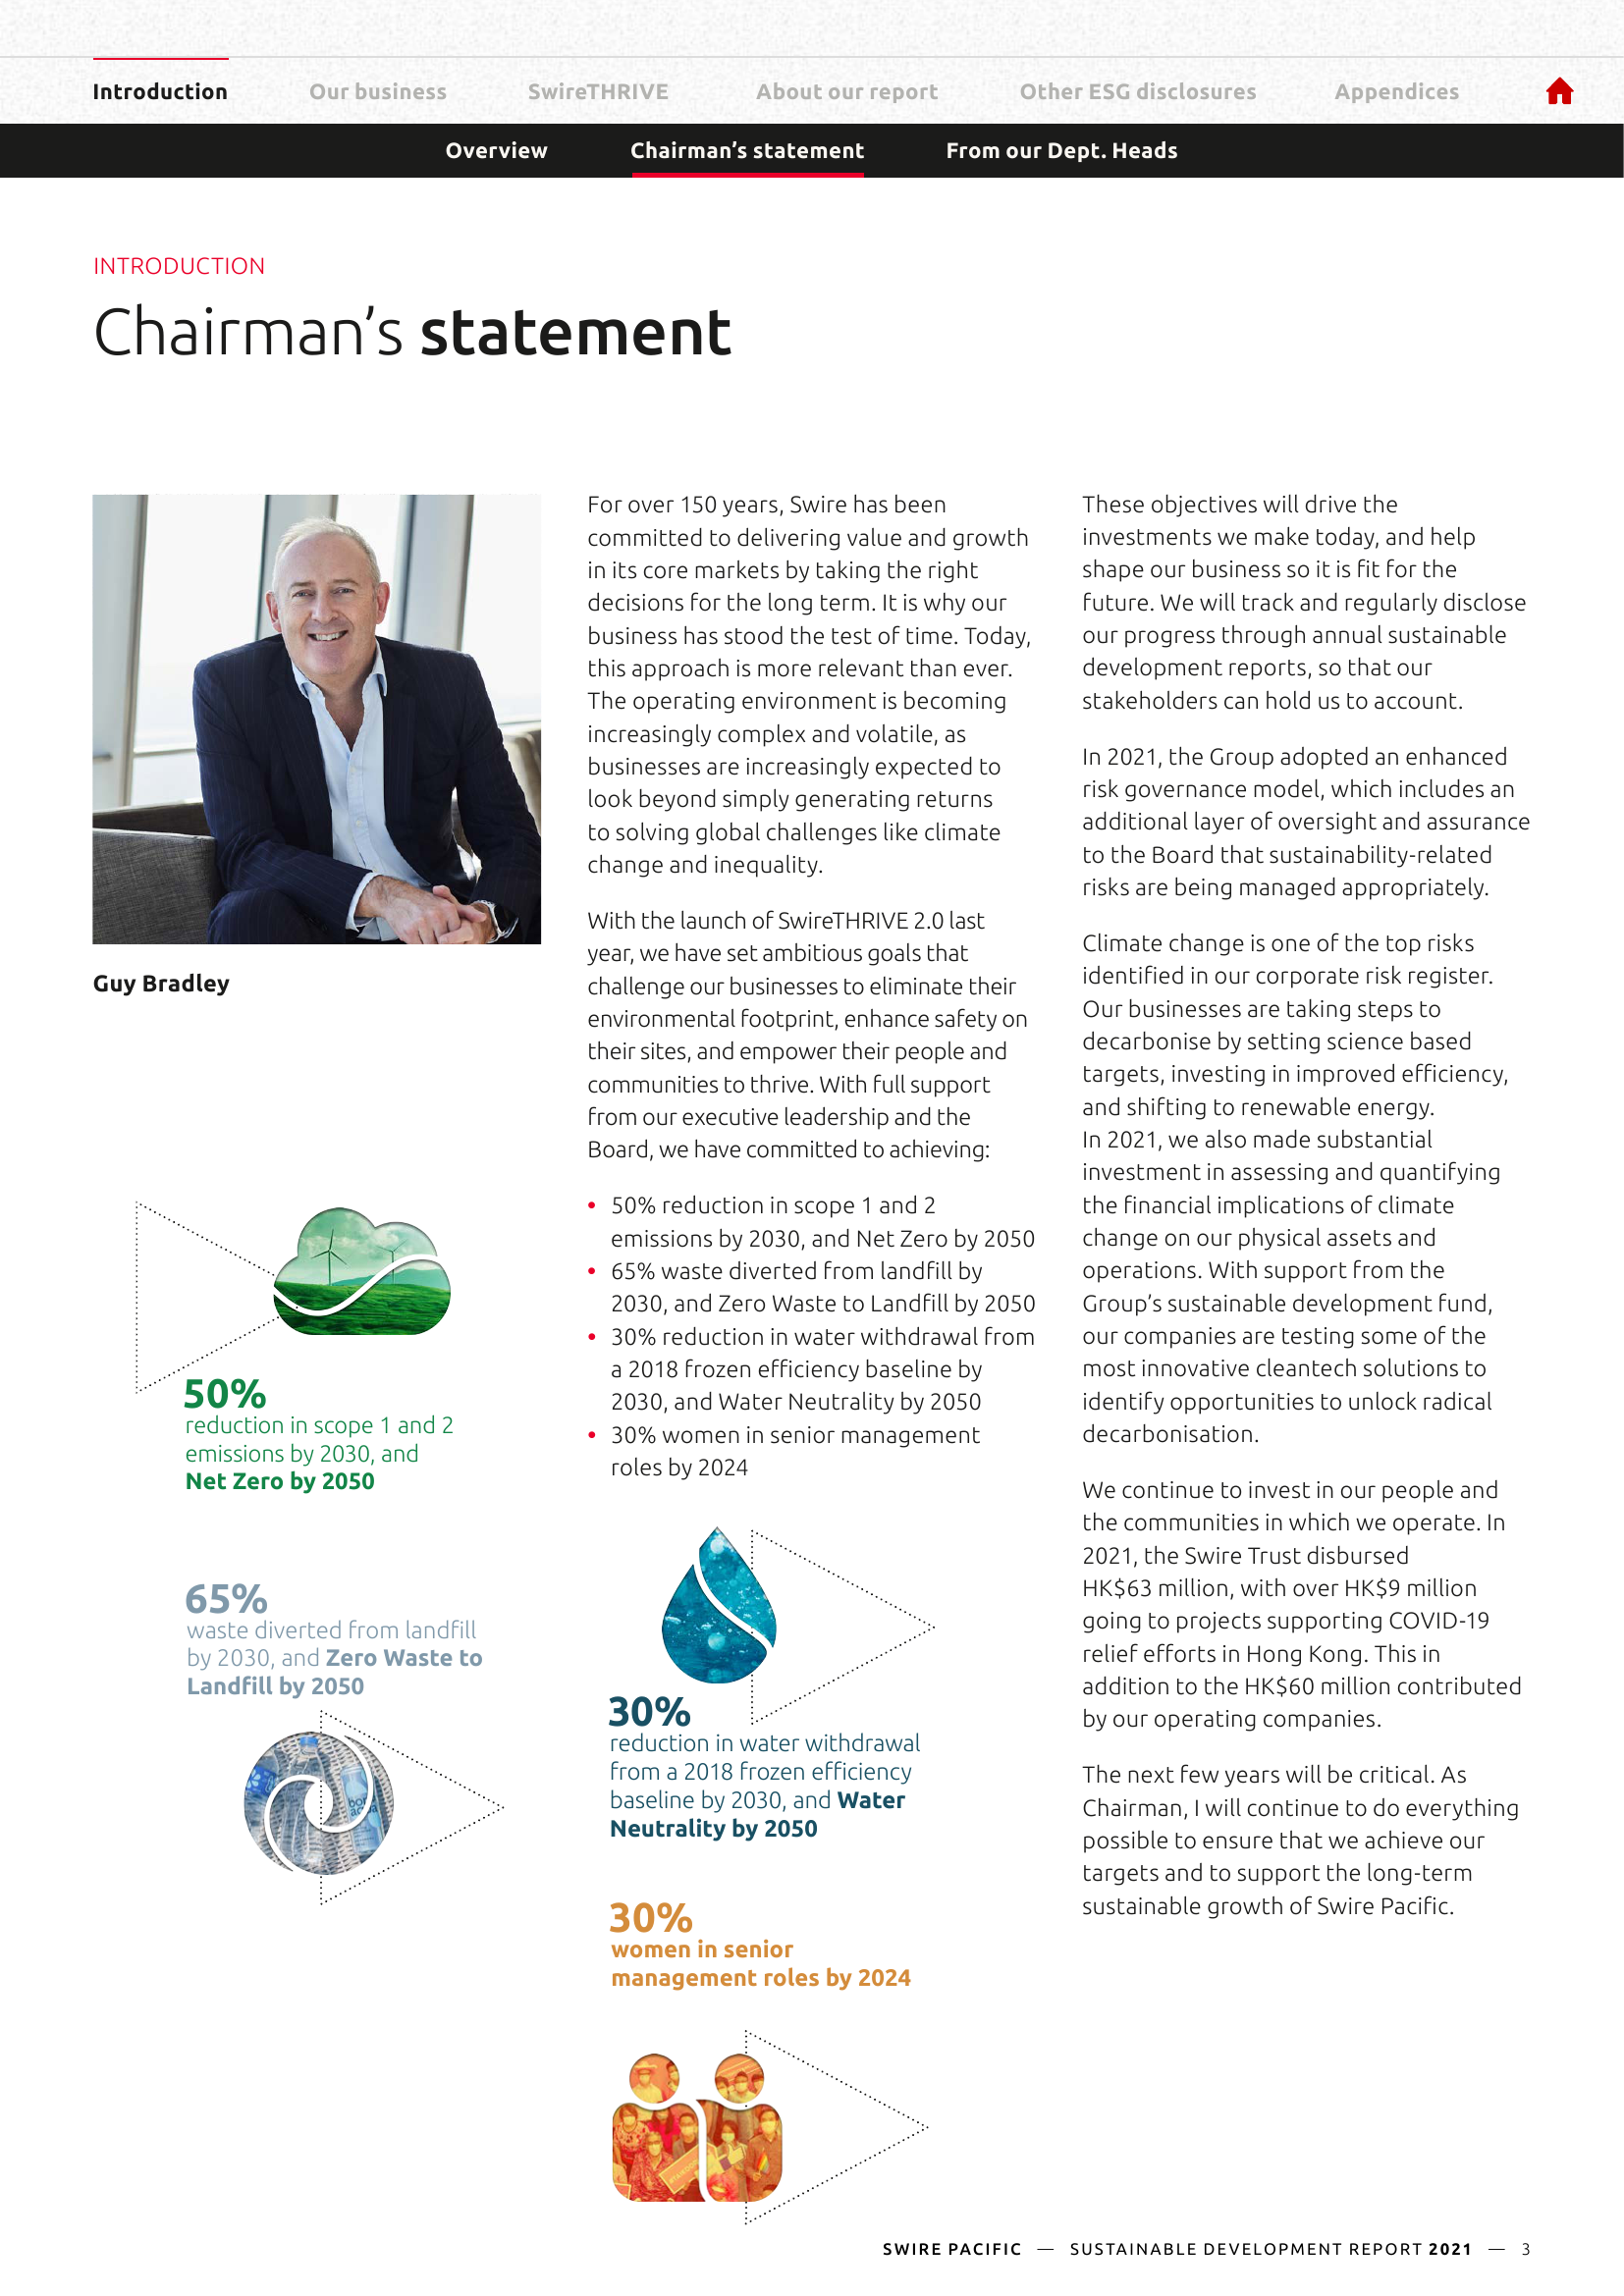 Introduction
Our business
SwireTHRIVE
About our report
Other ESG disclosures
Appendices
Overview
Chairman's statement
From our Dept. Heads
INTRODUCTION
Chairman's statement
Guy Bradley
50%
reduction in scope 1 and 2
emissions by 2030, and
Net Zero by 2050
65%
waste diverted from landfill
by 2030, and Zero Waste to
Landfill by 2050
For over 150 years, Swire has been
committed to delivering value and growth
in its core markets by taking the right
decisions for the long term. It is why our
business has stood the test of time. Today,
this approach is more relevant than ever.
The operating environment is becoming
increasingly complex and volatile, as
businesses are increasingly expected to
look beyond simply generating returns
to solving global challenges like climate
change and inequality.
With the launch of SwireTHRIVE 2.0 last
year, we have set ambitious goals that
challenge our businesses to eliminate their
environmental footprint, enhance safety on
their sites, and empower their people and
communities to thrive. With full support
from our executive leadership and the
Board, we have committed to achieving:
• 50% reduction in scope 1 and 2
emissions by 2030, and Net Zero by 2050
• 65% waste diverted from landfill by
2030, and Zero Waste to Landfill by 2050
• 30% reduction in water withdrawal from
a 2018 frozen efficiency baseline by
2030, and Water Neutrality by 2050
• 30% women in senior management
roles by 2024
30%
reduction in water withdrawal
from a 2018 frozen efficiency
baseline by 2030, and Water
Neutrality by 2050
30%
women in senior
management roles by 2024
These objectives will drive the
investments we make today, and help
shape our business so it is fit for the
future. We will track and regularly disclose
our progress through annual sustainable
development reports, so that our
stakeholders can hold us to account.
In 2021, the Group adopted an enhanced
risk governance model, which includes an
additional layer of oversight and assurance
to the Board that sustainability-related
risks are being managed appropriately.
Climate change is one of the top risks
identified in our corporate risk register.
Our businesses are taking steps to
decarbonise by setting science based
targets, investing in improved efficiency,
and shifting to renewable energy.
In 2021, we also made substantial
investment in assessing and quantifying
the financial implications of climate
change on our physical assets and
operations. With support from the
Group's sustainable development fund,
our companies are testing some of the
most innovative cleantech solutions to
identify opportunities to unlock radical
decarbonisation.
We continue to invest in our people and
the communities in which we operate. In
2021, the Swire Trust disbursed
HK$63 million, with over HK$9 million
going to projects supporting COVID-19
relief efforts in Hong Kong. This in
addition to the HK$60 million contributed
by our operating companies.
The next few years will be critical. As
Chairman, I will continue to do everything
possible to ensure that we achieve our
targets and to support the long-term
sustainable growth of Swire Pacific.
SWIRE PACIFIC — SUSTAINABLE DEVELOPMENT REPORT 2021 — 3